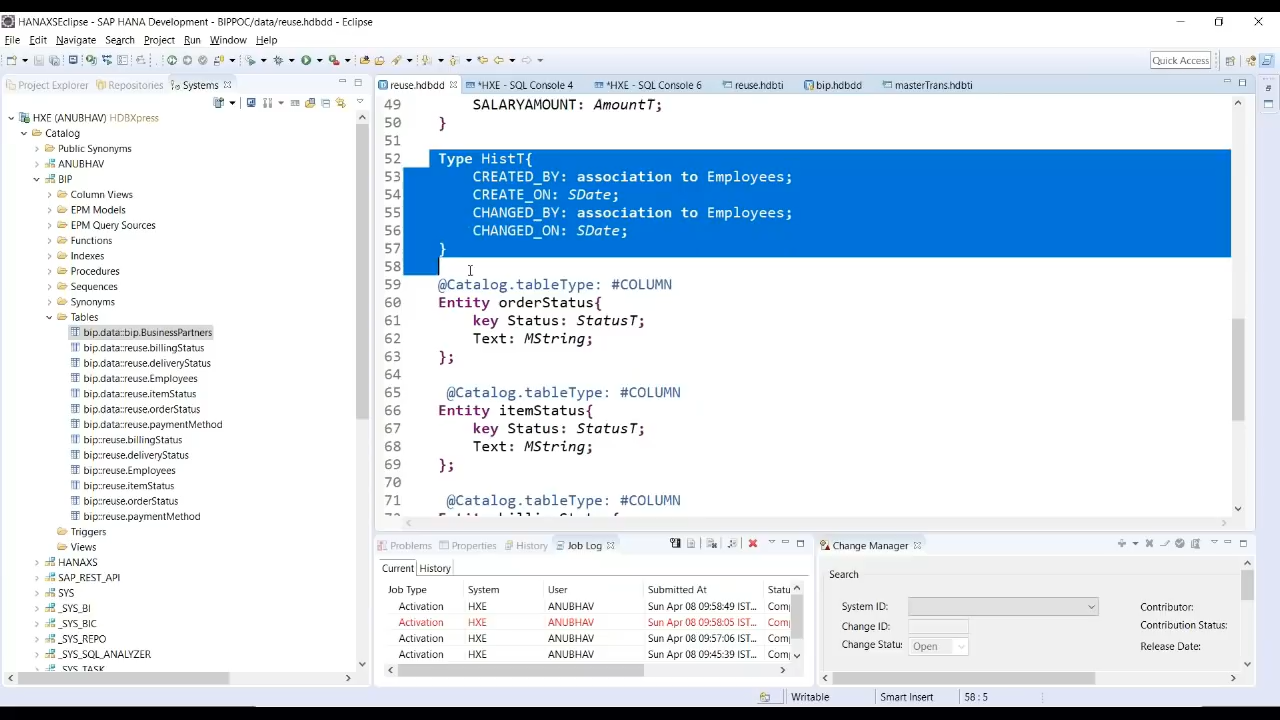 HANAXSEclipse - SAP HANA Development - BIPPOC/data/reuse.hdbdd - Eclipse
File Edit Navigate Search Project Run Window Help
Quick Access
Project Explorer Repositories Systems
HXE (ANUBHAV) HDBXpress
Catalog
Public Synonyms
ANUBHAV
BIP
Column Views
EPM Models
EPM Query Sources
Functions
Indexes
Procedures
Sequences
Synonyms
Tables
bip.data::bip.BusinessPartners
bip.data::reuse.billingStatus
bip.data::reuse.deliveryStatus
bip.data::reuse.Employees
bip.data::reuse.itemStatus
bip.data::reuse.orderStatus
bip.data::reuse.paymentMethod
bip::reuse.billingStatus
bip::reuse.deliveryStatus
bip::reuse.Employees
bip::reuse.itemStatus
bip::reuse.orderStatus
bip::reuse.paymentMethod
Triggers
Views
HANAXS
SAP_REST_API
SYS
_SYS_BI
_SYS_BIC
_SYS_REPO
_SYS_SQL_ANALYZER
_SYS_TASK
reuse.hdbdd *HXE - SQL Console 4 *HXE - SQL Console 6 reuse.hdbti bip.hdbdd masterTrans.hdbti
49 SALARYAMOUNT: AmountT;
50 }
51
52 Type HistT{
53 CREATED_BY: association to Employees;
54 CREATE_ON: SDate;
55 CHANGED_BY: association to Employees;
56 CHANGED_ON: SDate;
57 }
58
59 @Catalog.tableType: #COLUMN
60 Entity orderStatus{
61 key Status: StatusT;
62 Text: MString;
63 };
64
65 @Catalog.tableType: #COLUMN
66 Entity itemStatus{
67 key Status: StatusT;
68 Text: MString;
69 };
70
71 @Catalog.tableType: #COLUMN
Problems Properties History Job Log
Current History
Job Type System User Submitted At Statu
Activation HXE ANUBHAV Sun Apr 08 09:58:49 IST... Comp
Activation HXE ANUBHAV Sun Apr 08 09:58:05 IST... Comp
Activation HXE ANUBHAV Sun Apr 08 09:57:06 IST... Comp
Activation HXE ANUBHAV Sun Apr 08 09:45:39 IST... Comp
Change Manager
Search
System ID: Contributor:
Change ID: Contribution Status:
Change Statu: Open Release Date:
Writable Smart Insert 58 : 5